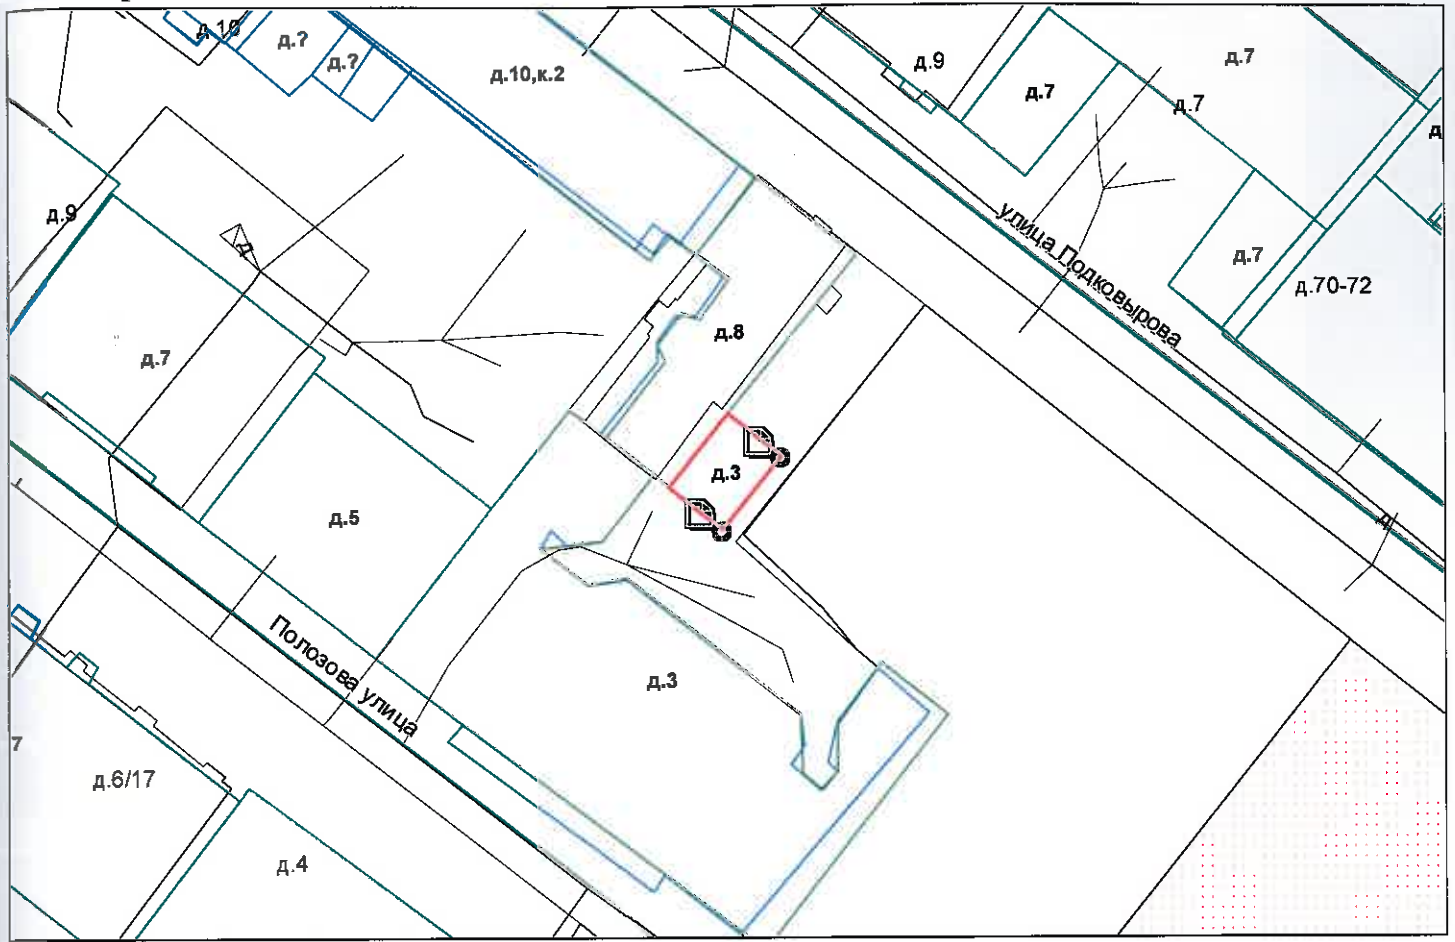 д.10
д.?
д.?
д.10,к.2
д.9
д.7
д.7
д.7
д
д.9
д
улица Подковырова
д.7
д.70-72
д.8
д.7
д.3
д.5
д
Полозова улица
д.3
7
д.6/17
д.4